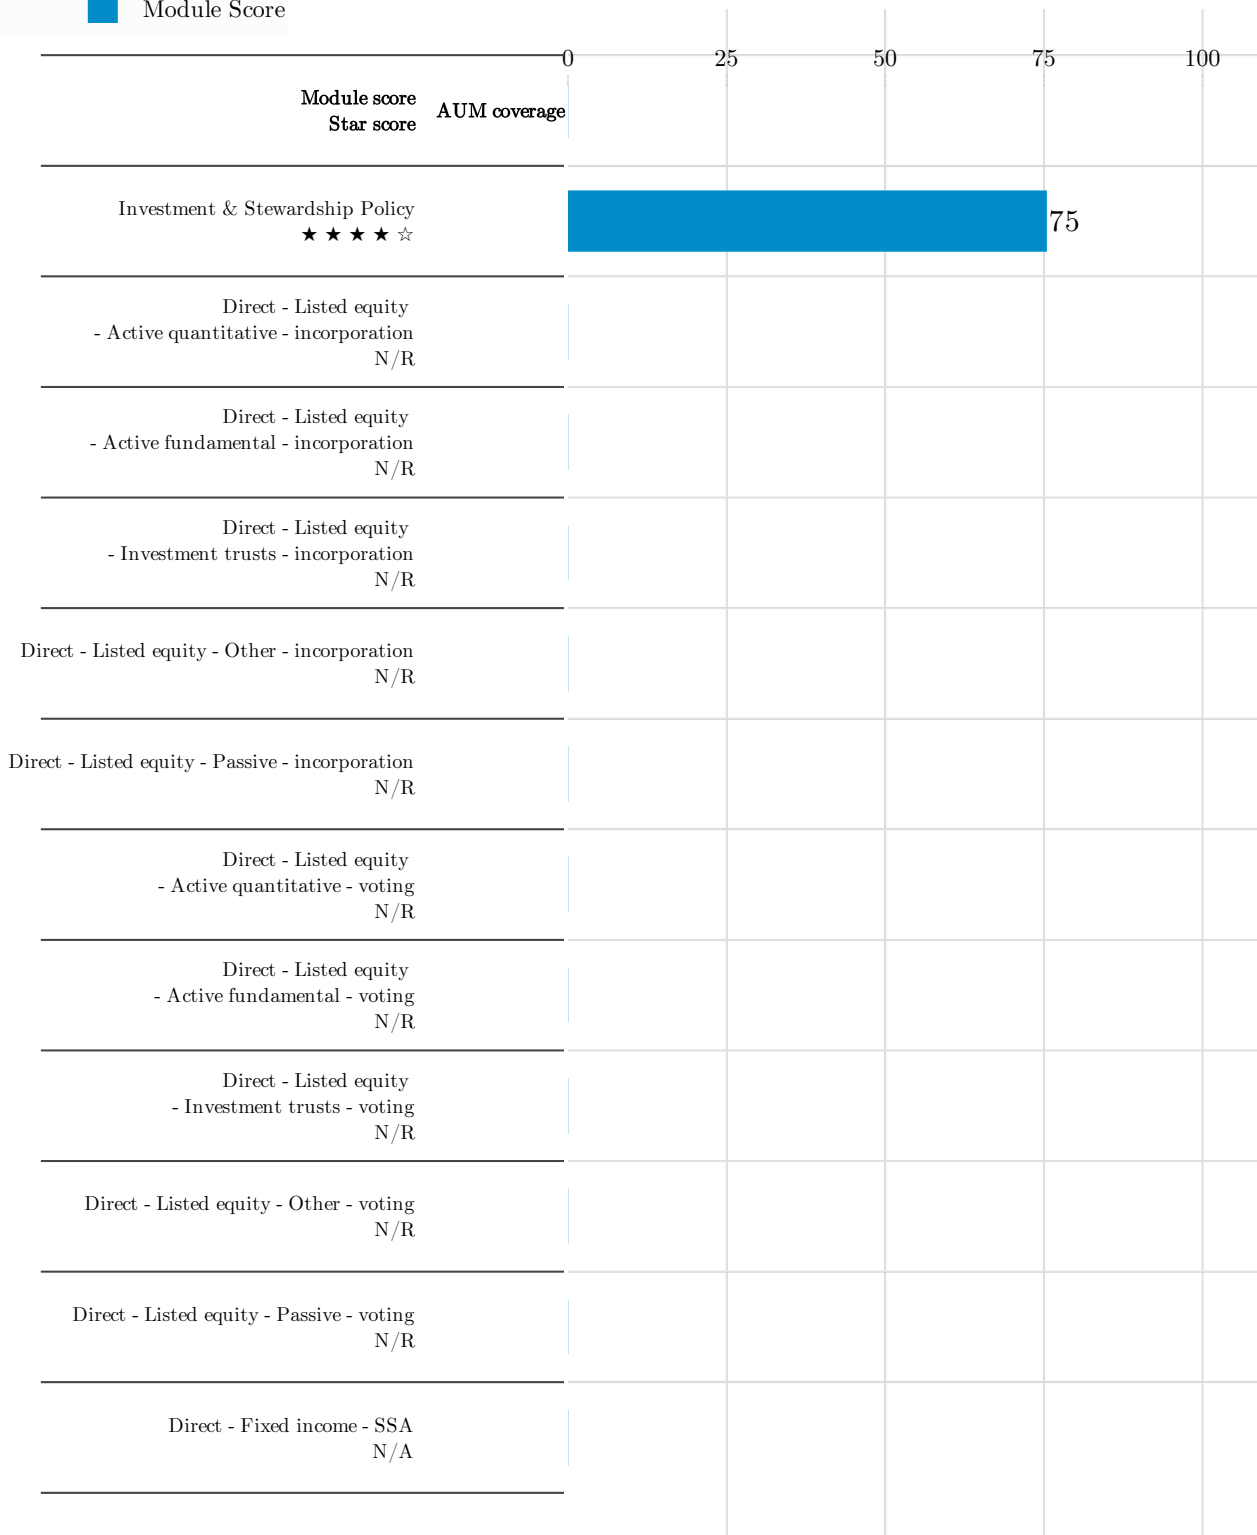 Module Score
0 25 50 75 100
Module score
Star score
AUM coverage
Investment & Stewardship Policy
★ ★ ★ ★ ☆
75
Direct - Listed equity
- Active quantitative - incorporation
N/R
Direct - Listed equity
- Active fundamental - incorporation
N/R
Direct - Listed equity
- Investment trusts - incorporation
N/R
Direct - Listed equity - Other - incorporation
N/R
Direct - Listed equity - Passive - incorporation
N/R
Direct - Listed equity
- Active quantitative - voting
N/R
Direct - Listed equity
- Active fundamental - voting
N/R
Direct - Listed equity
- Investment trusts - voting
N/R
Direct - Listed equity - Other - voting
N/R
Direct - Listed equity - Passive - voting
N/R
Direct - Fixed income - SSA
N/A